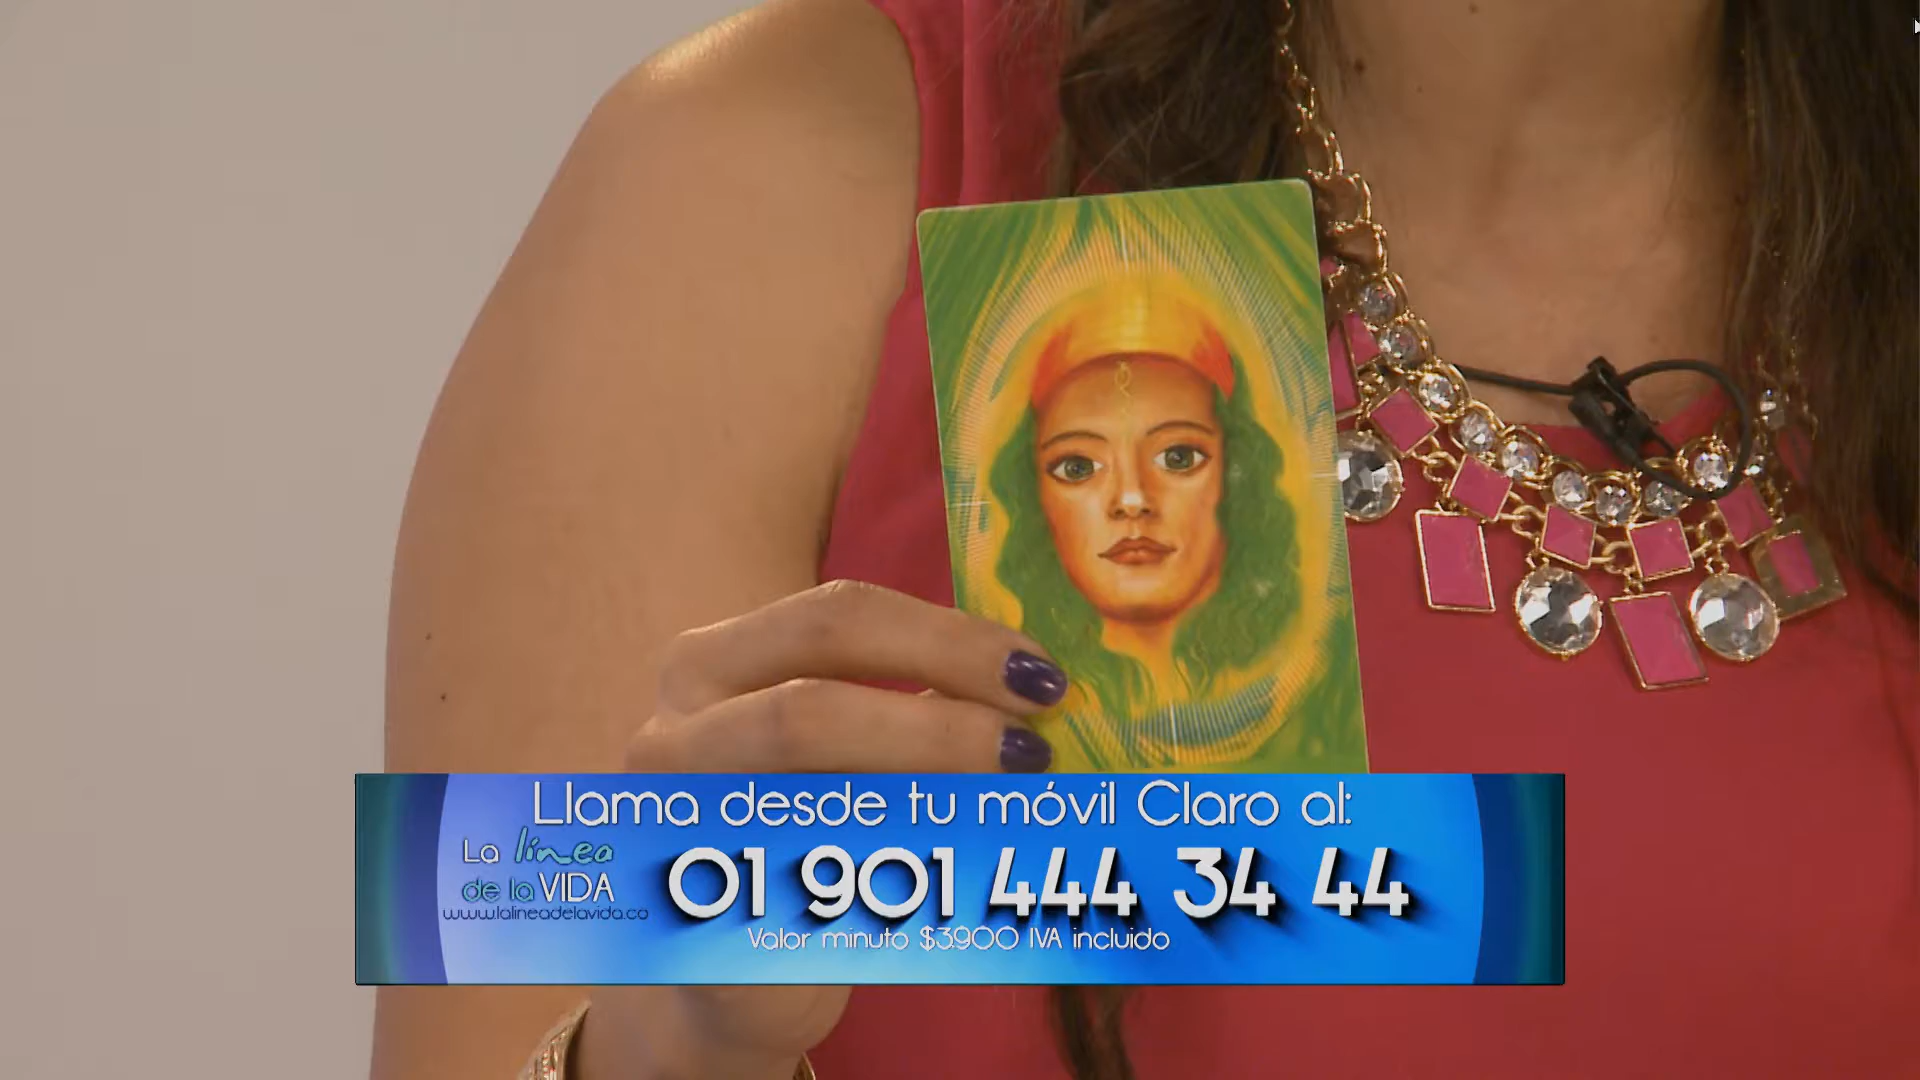 Llama desde tu móvil Claro al:
La línea
de la VIDA
www.lalineadelavida.co
01 901 444 34 44
Valor minuto $3.900 IVA incluido